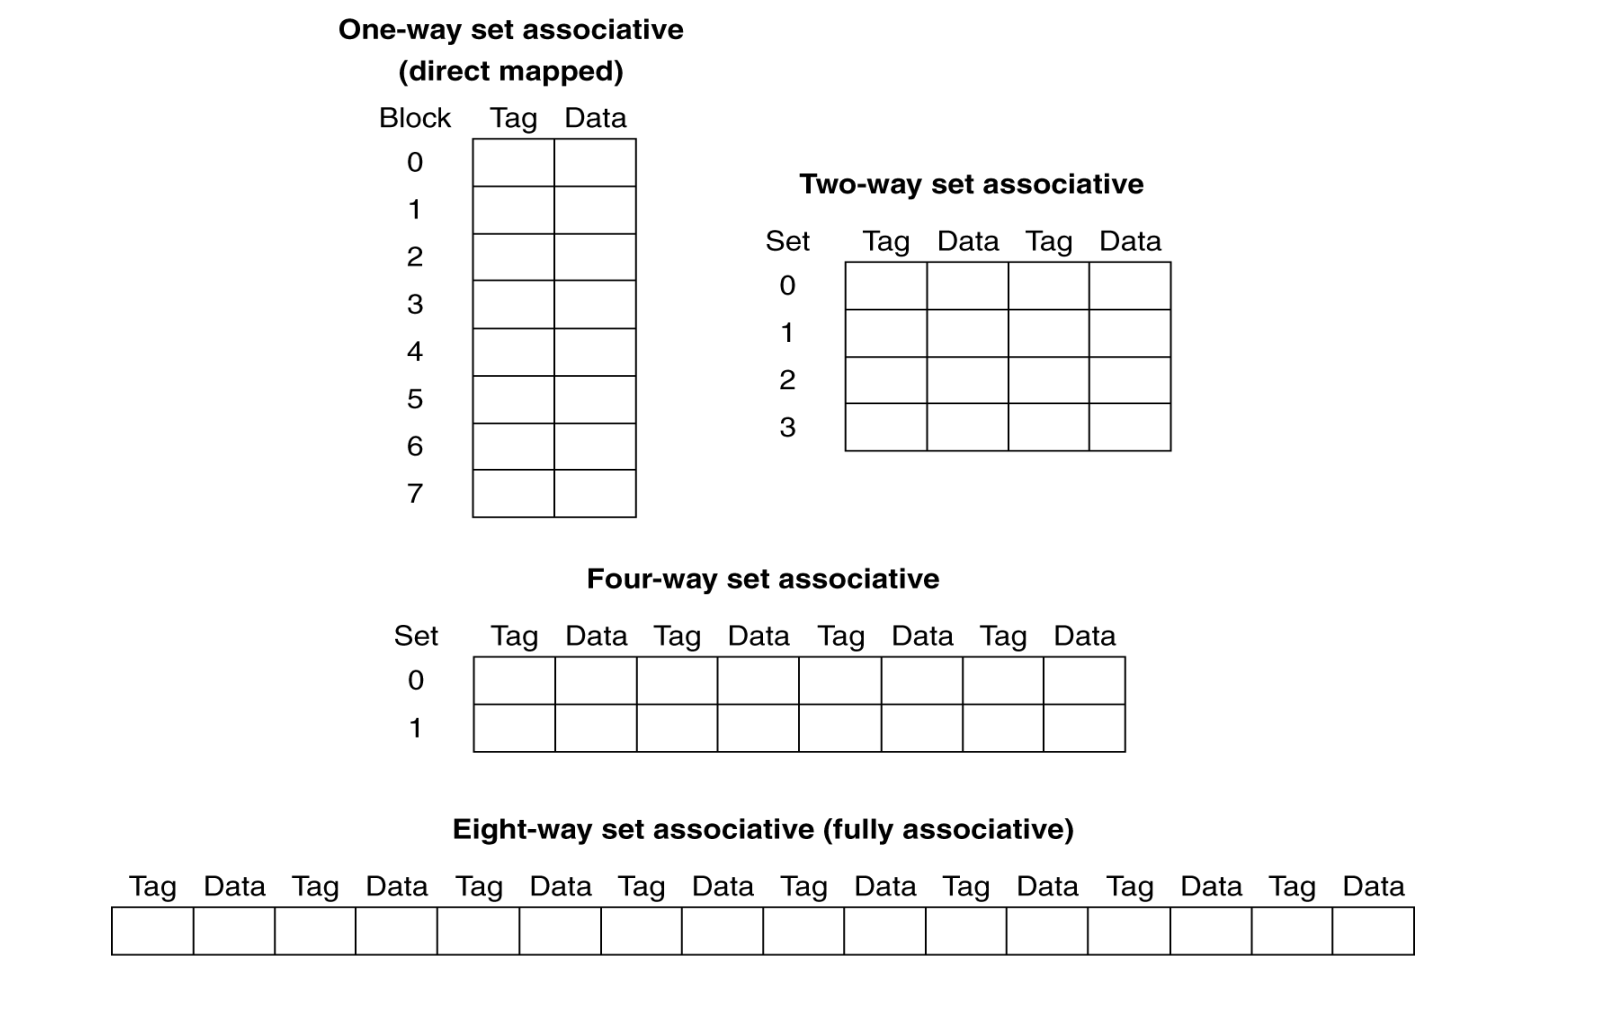 One-way set associative
(direct mapped)
Block Tag Data
0
1
2
3
4
5
6
7
Two-way set associative
Set Tag Data Tag Data
0
1
2
3
Four-way set associative
Set Tag Data Tag Data Tag Data Tag Data
0
1
Eight-way set associative (fully associative)
Tag Data Tag Data Tag Data Tag Data Tag Data Tag Data Tag Data Tag Data